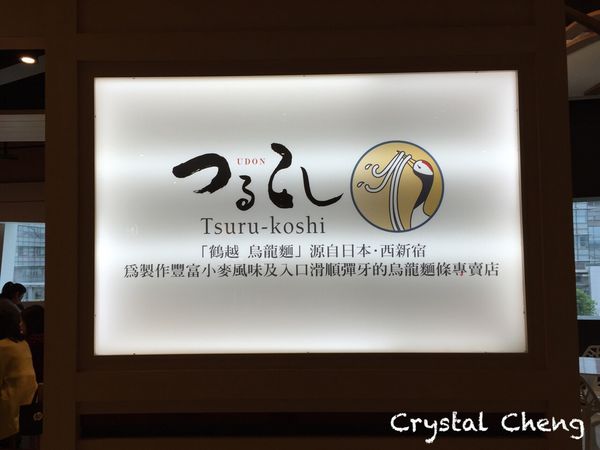 つるこし
UDON
Tsuru-koshi
「鶴越 烏龍麵」源自日本·西新宿
爲製作豐富小麥風味及入口滑順彈牙的烏龍麵條專賣店
Crystal Cheng